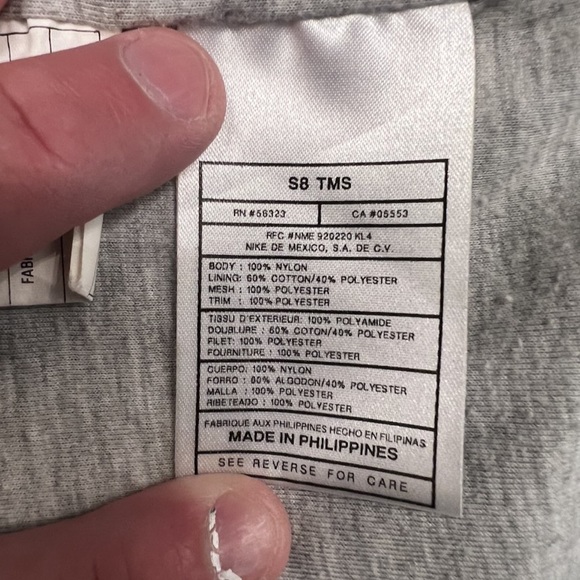 S8 TMS
RN #56323 CA #05553
RFC #NME 920220 KL4
NIKE DE MEXICO, S.A. DE C.V.
BODY : 100% NYLON
LINING: 60% COTTON/40% POLYESTER
MESH : 100% POLYESTER
TRIM : 100% POLYESTER
TISSU D'EXTERIEUR: 100% POLYAMIDE
DOUBLURE : 60% COTON/40% POLYESTER
FILET: 100% POLYESTER
FOURNITURE : 100% POLYESTER
CUERPO: 100% NYLON
FORRO : 60% ALGODON/40% POLYESTER
MALLA : 100% POLYESTER
RIBETEADO : 100% POLYESTER
FABRIQUE AUX PHILIPPINES HECHO EN FILIPINAS
MADE IN PHILIPPINES
SEE REVERSE FOR CARE